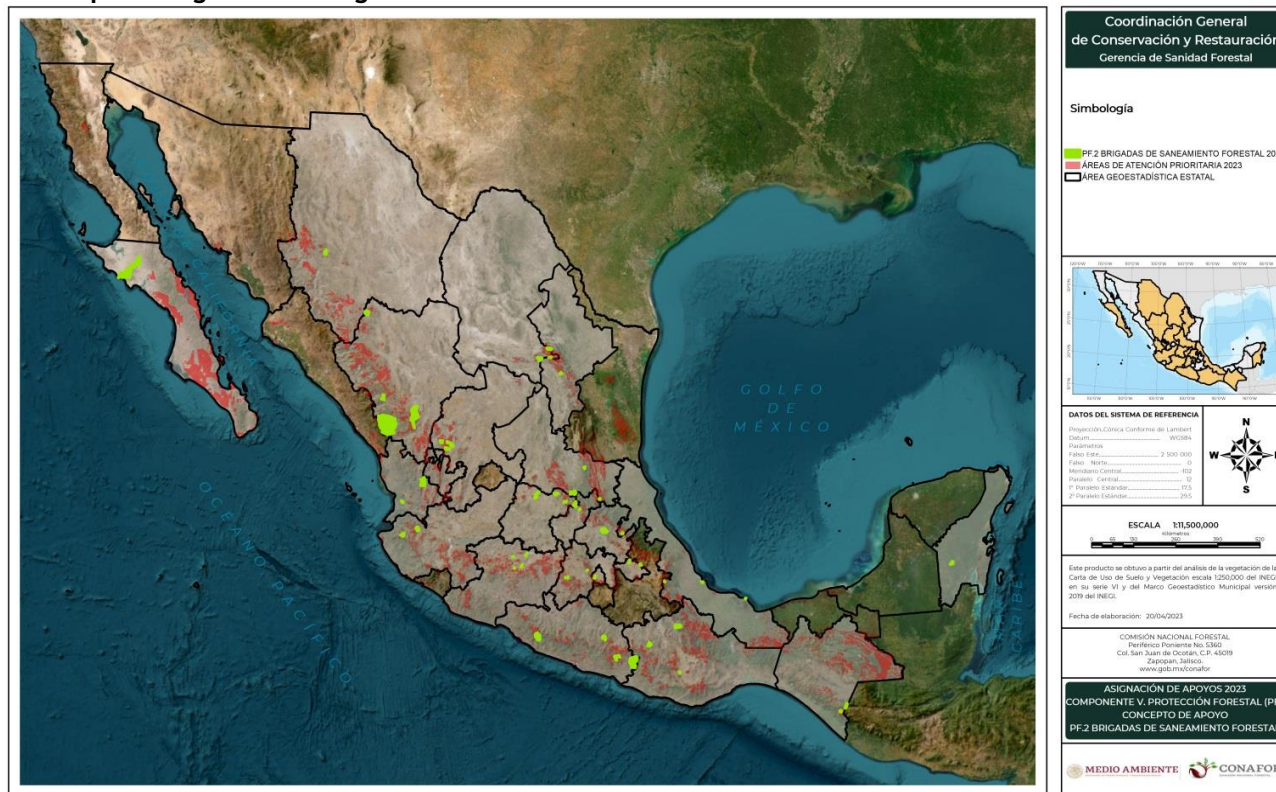 GOLFO
DE
MÉXICO
OCÉANO PACÍFICO
CARIBE
Coordinación General
de Conservación y Restauración
Gerencia de Sanidad Forestal
Simbología
PF.2 BRIGADAS DE SANEAMIENTO FORESTAL 20
ÁREAS DE ATENCIÓN PRIORITARIA 2023
ÁREA GEOESTADÍSTICA ESTATAL
DATOS DEL SISTEMA DE REFERENCIA
Proyección.Cónica Conforme de Lambert
Datum WGS84
Parámetros
Falso Este 2 500 000
Falso Norte 0
Meridiano Central -102
Paralelo Central 12
1º Paralelo Estándar 17.5
2º Paralelo Estándar 29.5
N
W
S
ESCALA 1:11,500,000
Kilómetros
Este producto se obtuvo a partir del análisis de la vegetación de la
Carta de Uso de Suelo y Vegetación escala 1:250,000 del INEGI
en su serie VI y del Marco Geoestadístico Municipal versión
2019 del INEGI.
Fecha de elaboración: 20/04/2023
COMISIÓN NACIONAL FORESTAL
Periférico Poniente No. 5360
Col. San Juan de Ocotán, C.P. 45019
Zapopan, Jalisco.
www.gob.mx/conafor
ASIGNACIÓN DE APOYOS 2023
COMPONENTE V. PROTECCIÓN FORESTAL (PF
CONCEPTO DE APOYO
PF.2 BRIGADAS DE SANEAMIENTO FORESTAL
MEDIO AMBIENTE
CONAFOR